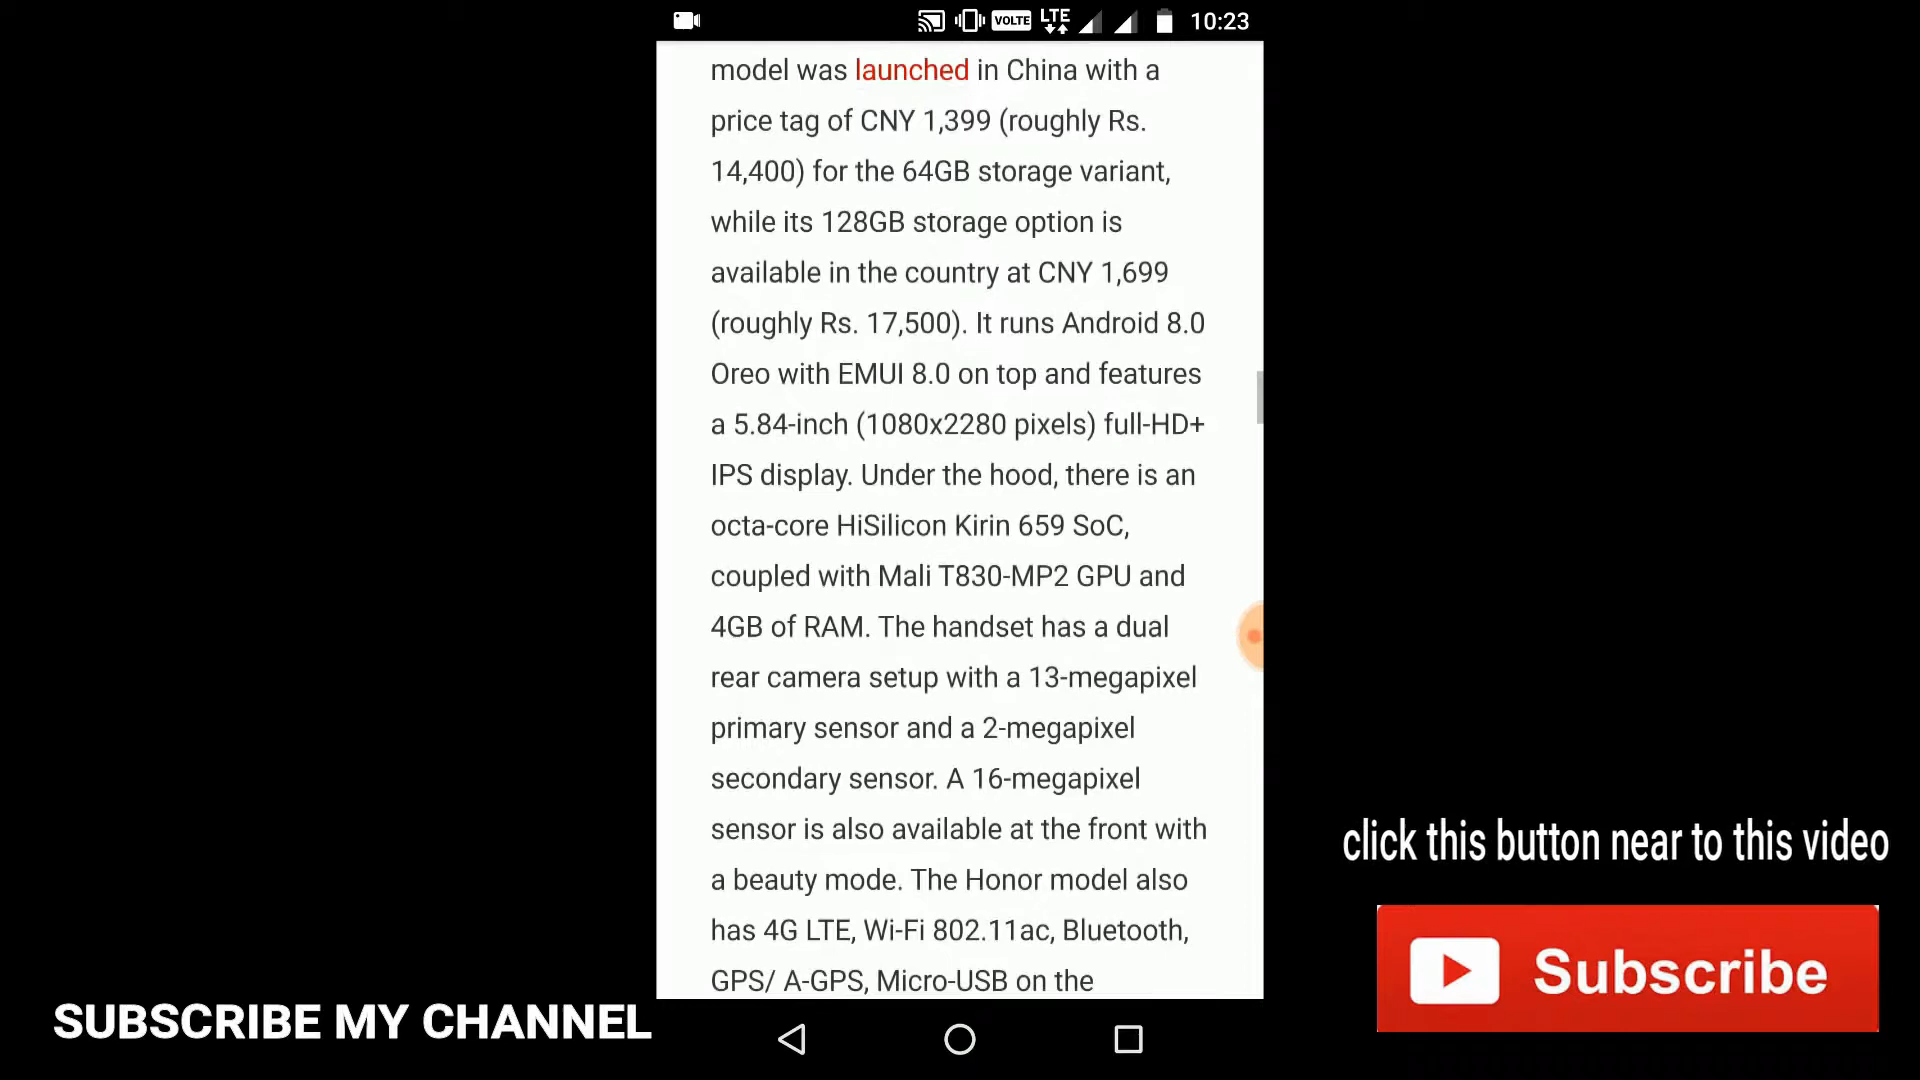 VOLTE LTE 10:23
model was launched in China with a
price tag of CNY 1,399 (roughly Rs.
14,400) for the 64GB storage variant,
while its 128GB storage option is
available in the country at CNY 1,699
(roughly Rs. 17,500). It runs Android 8.0
Oreo with EMUI 8.0 on top and features
a 5.84-inch (1080x2280 pixels) full-HD+
IPS display. Under the hood, there is an
octa-core HiSilicon Kirin 659 SoC,
coupled with Mali T830-MP2 GPU and
4GB of RAM. The handset has a dual
rear camera setup with a 13-megapixel
primary sensor and a 2-megapixel
secondary sensor. A 16-megapixel
sensor is also available at the front with
a beauty mode. The Honor model also
has 4G LTE, Wi-Fi 802.11ac, Bluetooth,
GPS/ A-GPS, Micro-USB on the
click this button near to this video
Subscribe
SUBSCRIBE MY CHANNEL